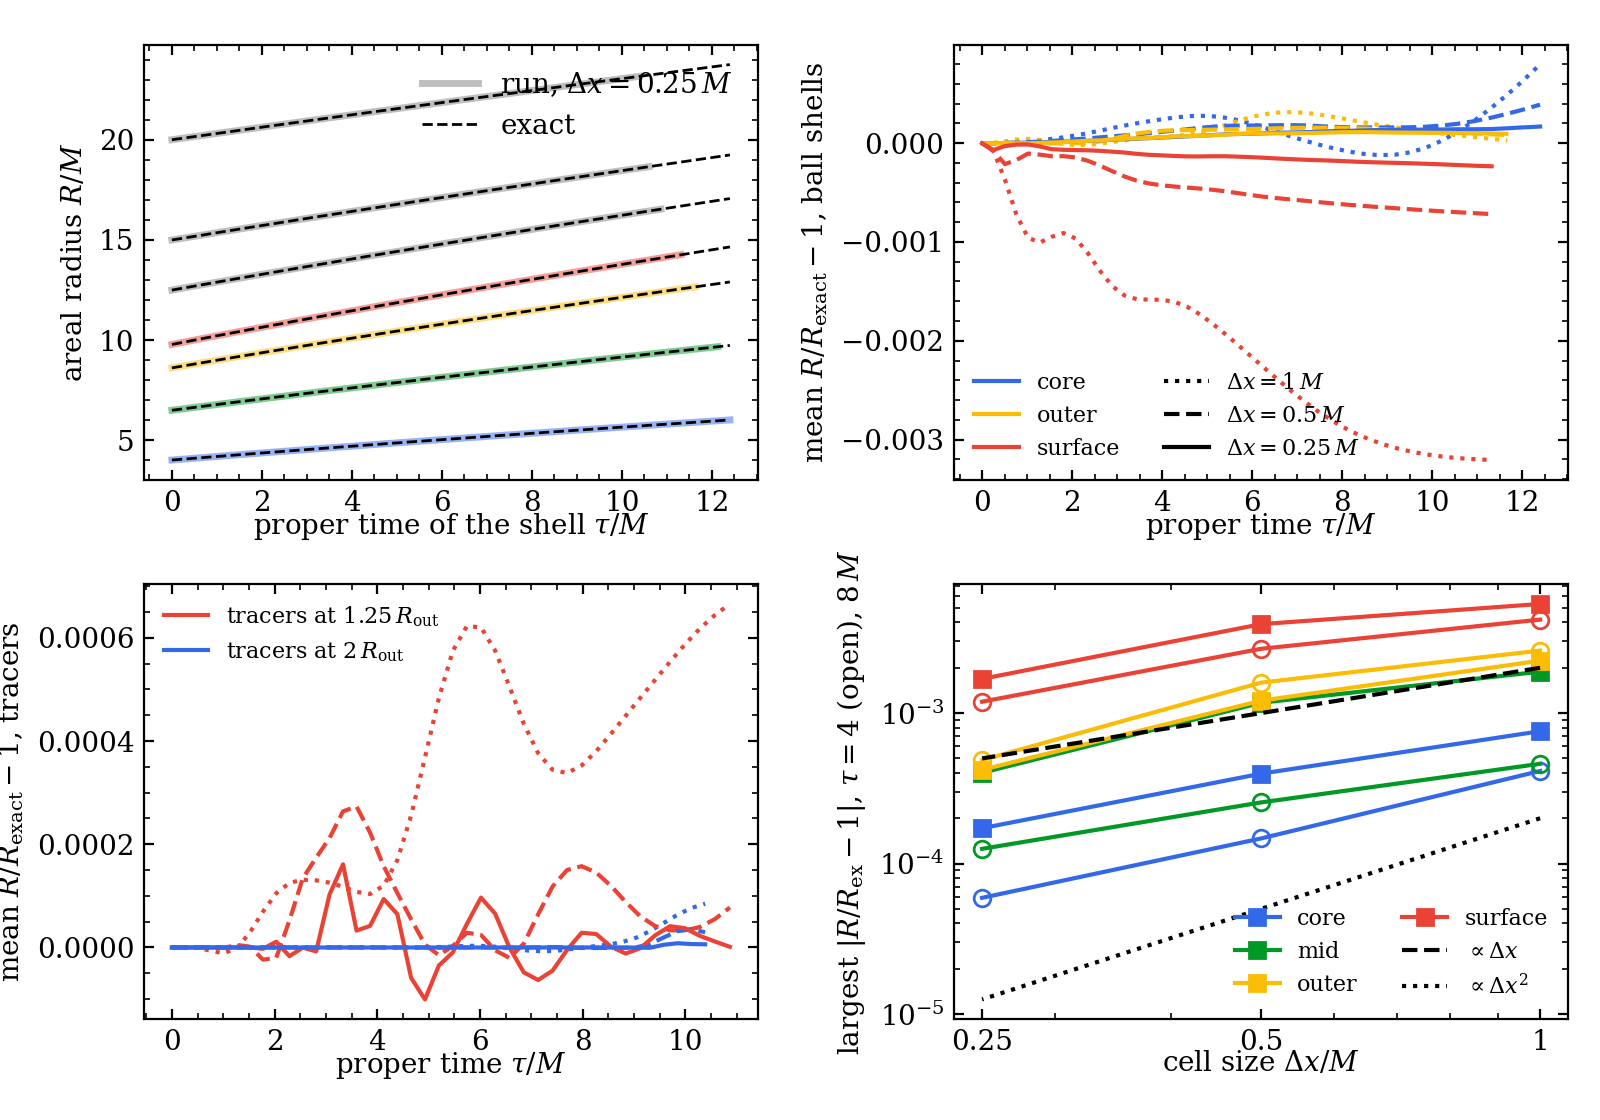 areal radius R/M
20
15
10
5
run, Δx = 0.25 M
exact
0 2 4 6 8 10 12
proper time of the shell τ/M
mean R/R_exact − 1, ball shells
0.000
−0.001
−0.002
−0.003
core
outer
surface
Δx = 1 M
Δx = 0.5 M
Δx = 0.25 M
0 2 4 6 8 10 12
proper time τ/M
mean R/R_exact − 1, tracers
0.0006
0.0004
0.0002
0.0000
tracers at 1.25 R_out
tracers at 2 R_out
0 2 4 6 8 10
proper time τ/M
largest |R/R_ex − 1|, τ = 4 (open), 8 M
10⁻³
10⁻⁴
10⁻⁵
core
mid
outer
surface
∝ Δx
∝ Δx²
0.25 0.5 1
cell size Δx/M